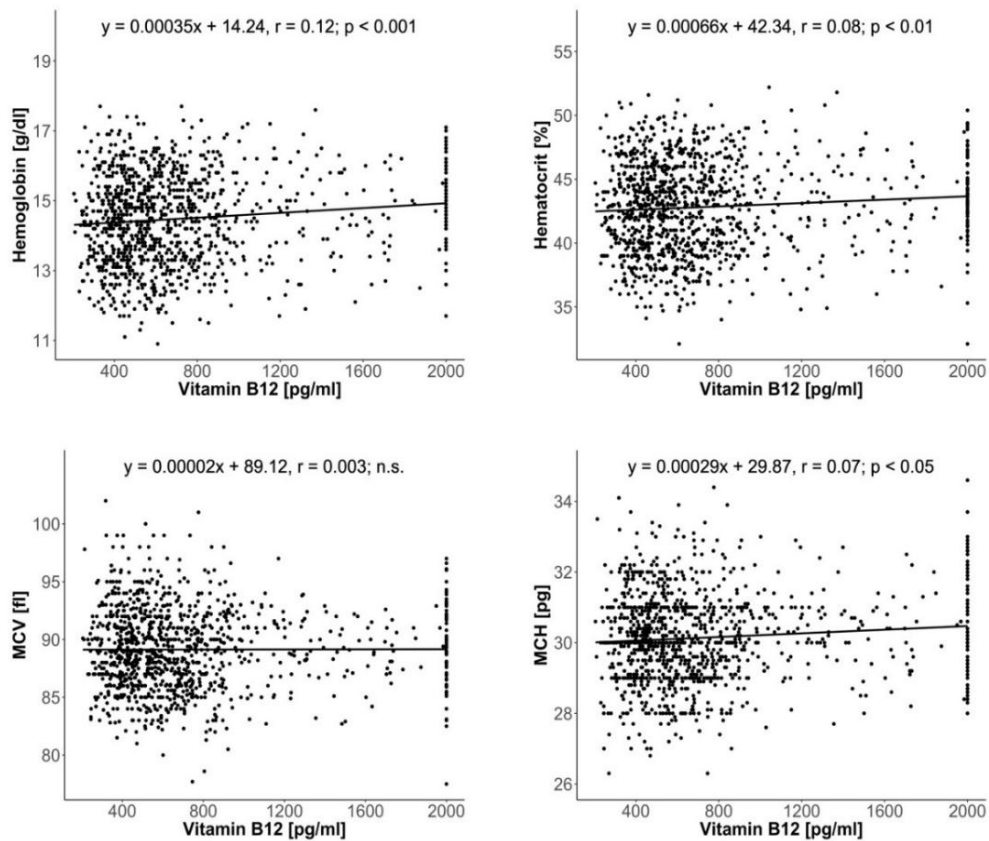 y = 0.00035x + 14.24, r = 0.12; p < 0.001
19
17
15
13
11
Hemoglobin [g/dl]
400 800 1200 1600 2000
Vitamin B12 [pg/ml]
y = 0.00066x + 42.34, r = 0.08; p < 0.01
55
50
45
40
35
Hematocrit [%]
400 800 1200 1600 2000
Vitamin B12 [pg/ml]
y = 0.00002x + 89.12, r = 0.003; n.s.
100
95
90
85
80
MCV [fl]
400 800 1200 1600 2000
Vitamin B12 [pg/ml]
y = 0.00029x + 29.87, r = 0.07; p < 0.05
34
32
30
28
26
MCH [pg]
400 800 1200 1600 2000
Vitamin B12 [pg/ml]